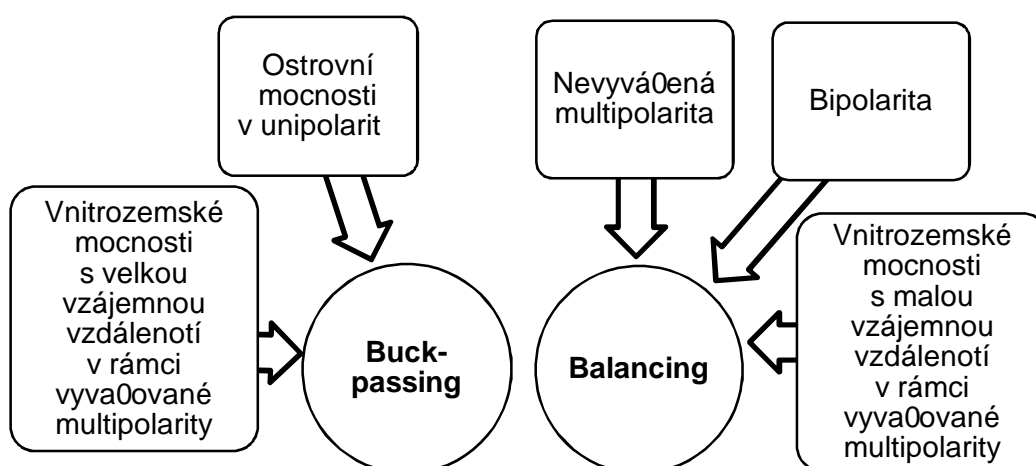 Ostrovní
mocnosti
v unipolarit
Nevyvá0ená
multipolarita
Bipolarita
Vnitrozemské
mocnosti
s velkou
vzájemnou
vzdálenotí
v rámci
vyva0ované
multipolarity
Buck-
passing
Balancing
Vnitrozemské
mocnosti
s malou
vzájemnou
vzdálenotí
v rámci
vyva0ované
multipolarity